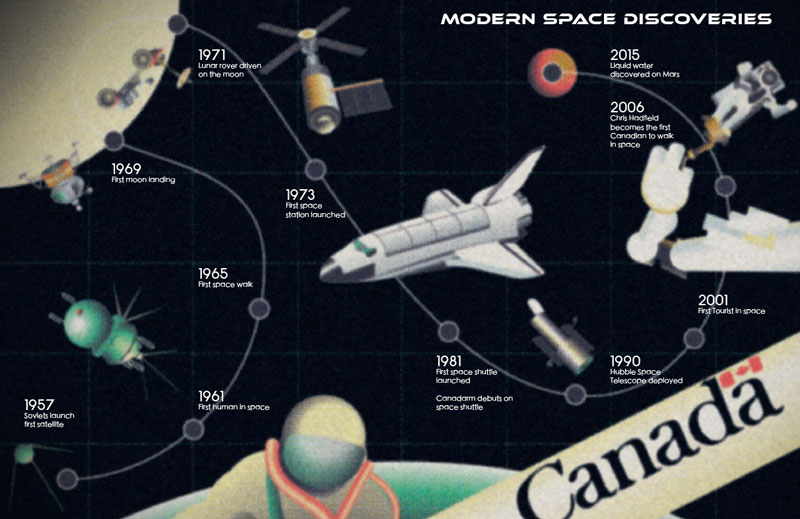 MODERN SPACE DISCOVERIES
1971
Lunar rover driven
on the moon
2015
Liquid water
discovered on Mars
2006
Chris Hadfield
becomes the first
Canadian to walk
in space
1969
First moon landing
1973
First space
station launched
1965
First space walk
2001
First Tourist in space
1981
First space shuttle
launched
Canadarm debuts on
space shuttle
1990
Hubble Space
Telescope deployed
1957
Soviets launch
first satellite
1961
First human in space
Canada